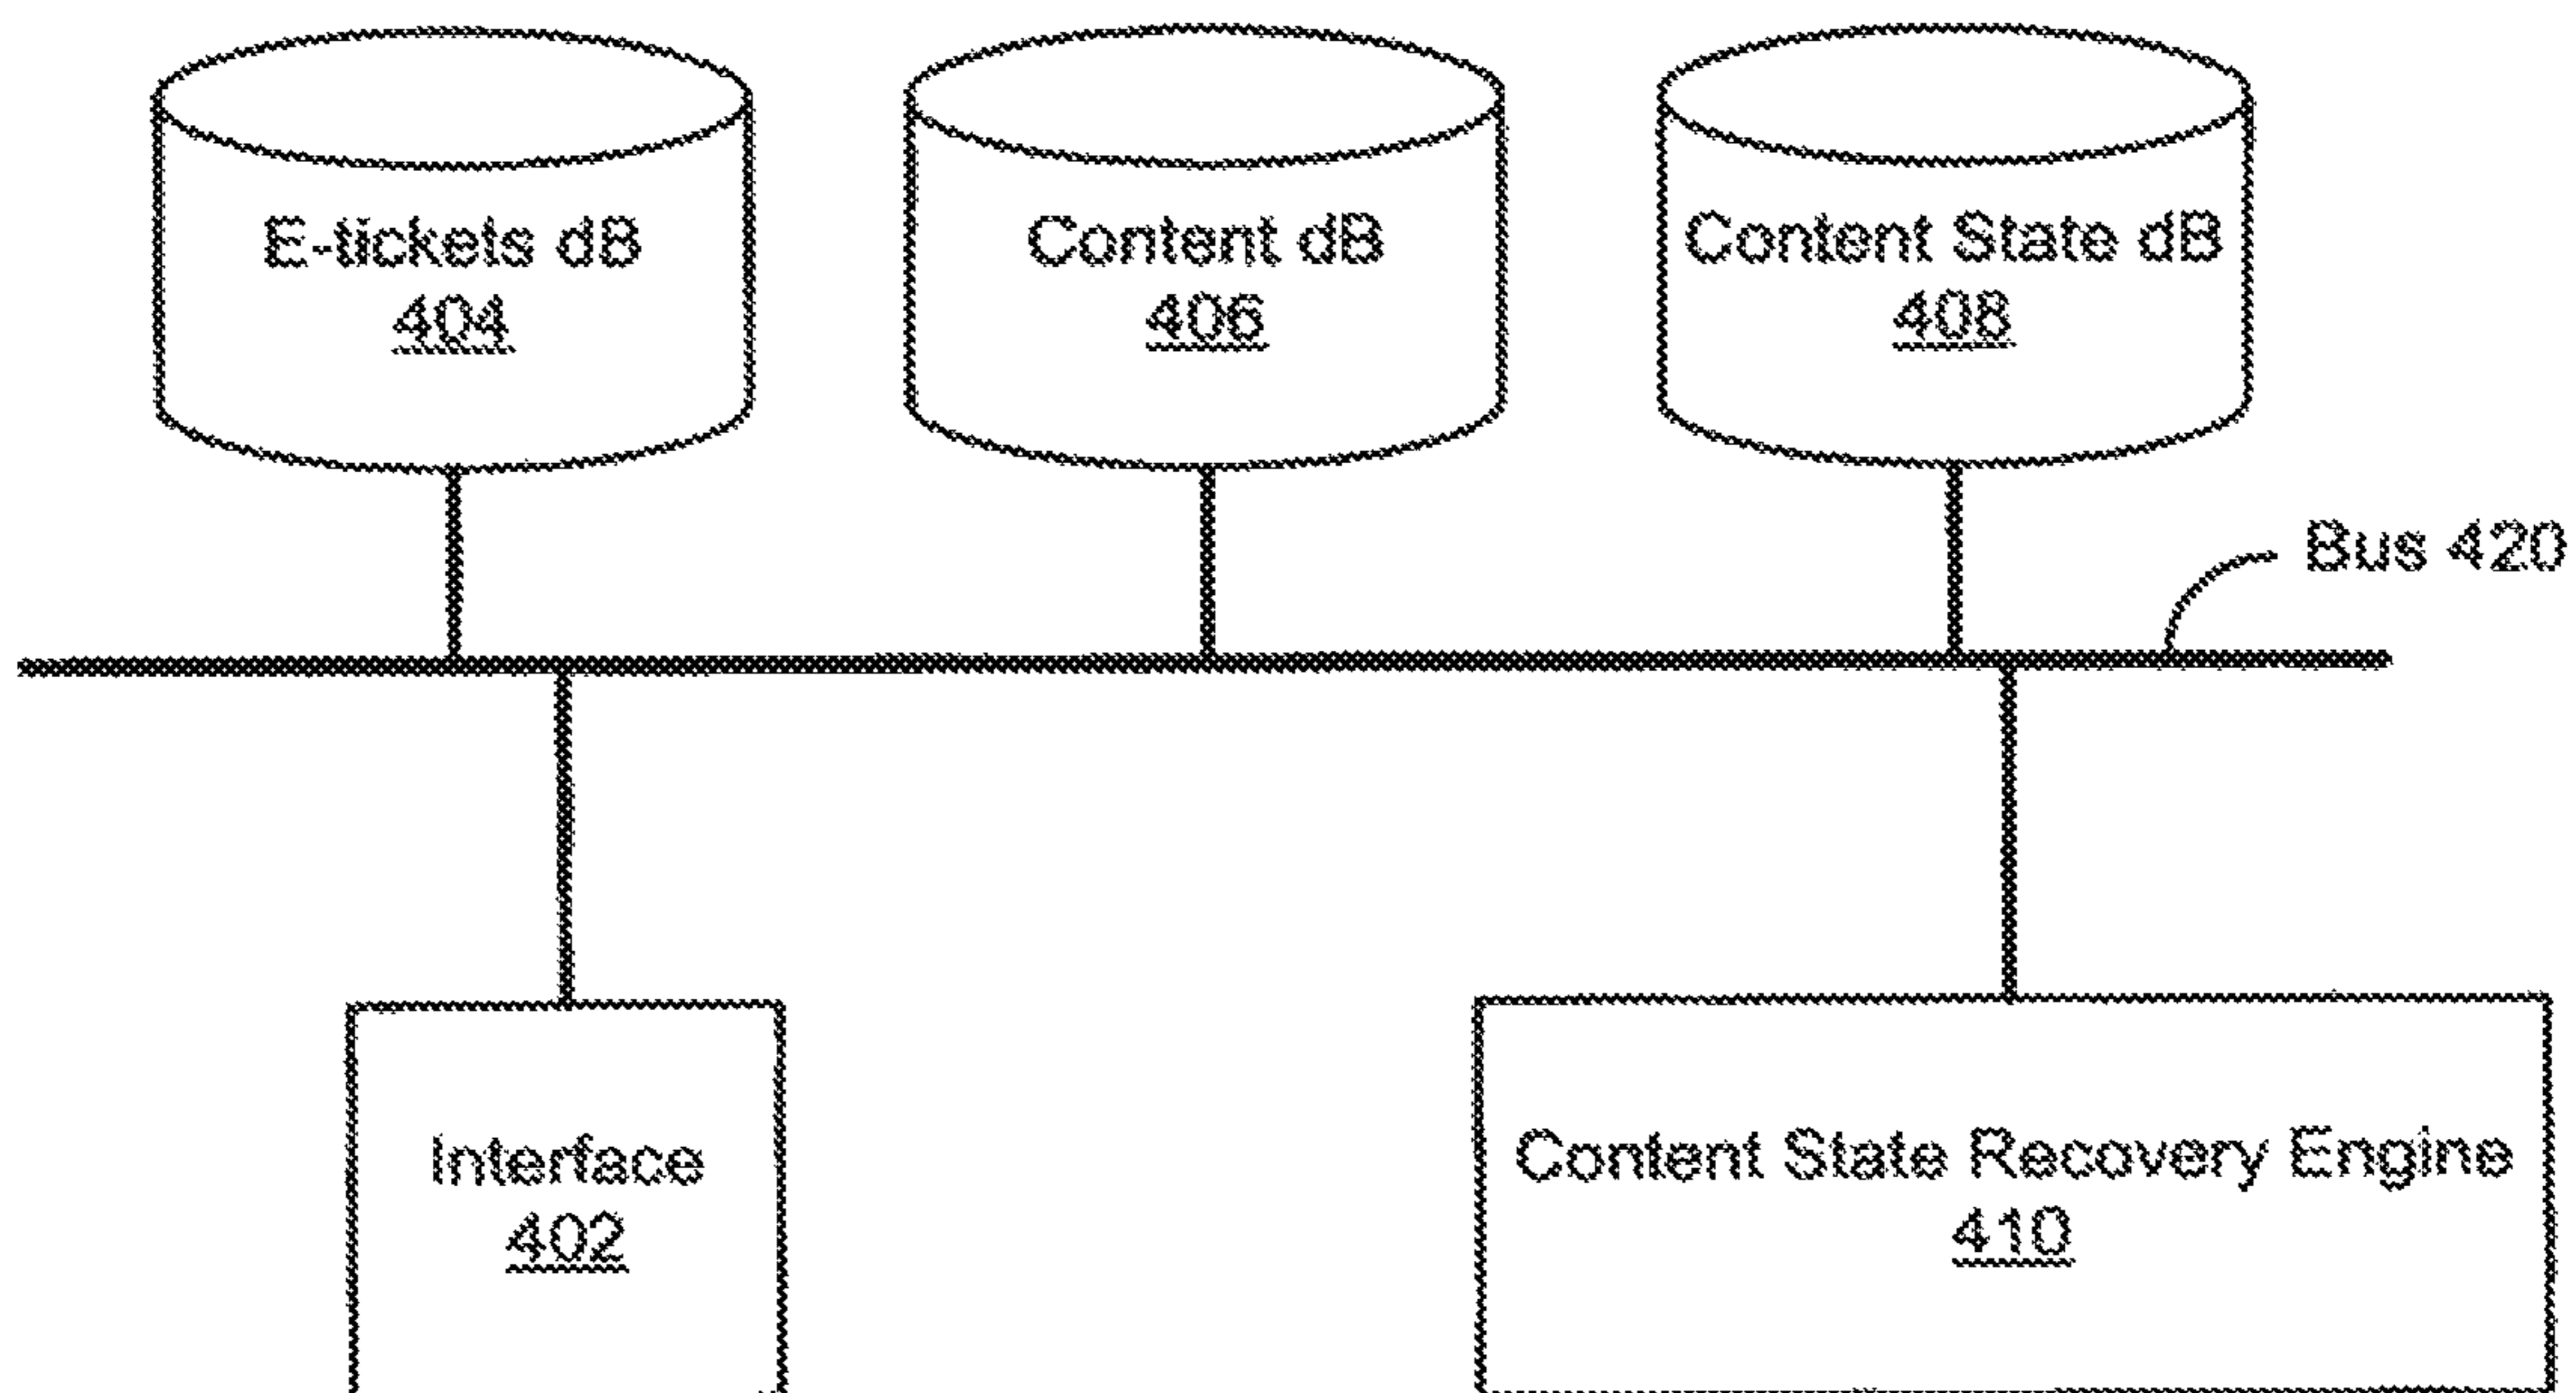 E-tickets dB
404
Content dB
406
Content State dB
408
Bus 420
Interface
402
Content State Recovery Engine
410